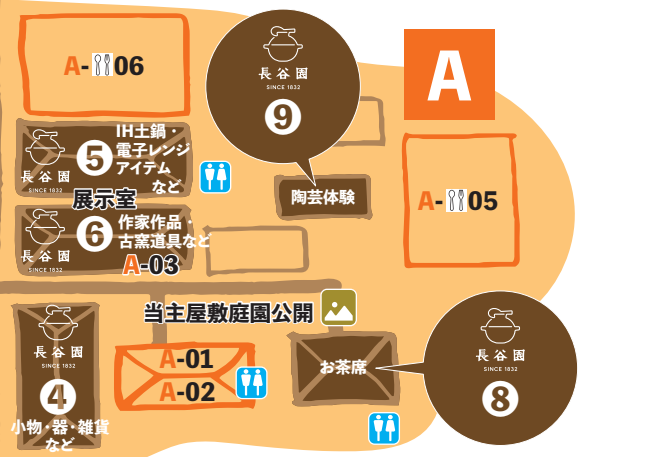 A-06
長谷園
SINCE 1832
9
A
長谷園
SINCE 1832
5
IH土鍋・
電子レンジ
アイテム
など
陶芸体験
A-05
展示室
長谷園
SINCE 1832
6
作家作品・
古窯道具など
A-03
当主屋敷庭園公開
長谷園
SINCE 1832
4
小物・器・雑貨
など
A-01
A-02
お茶席
長谷園
SINCE 1832
8